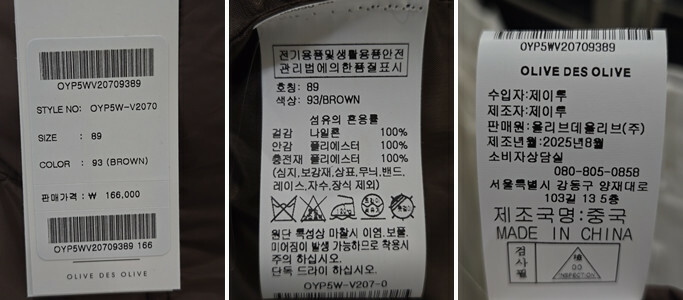 OYP5WV20709389
STYLE NO: OYP5W-V2070
SIZE : 89
COLOR : 93 (BROWN)
판매가격 : ₩ 166,000
OYP5WV20709389 166
OLIVE DES OLIVE
전기용품및생활용품안전
관리법에의한품질표시
호칭: 89
색상: 93/BROWN
섬유의 혼용률
겉감 나일론 100%
안감 폴리에스터 100%
충전재 폴리에스터 100%
(심지,보강재,상표,무늬,밴드,
레이스,자수,장식 제외)
원단 특성상 마찰시 이염,보풀,
미어짐이 발생 가능하므로 착용시
주의 하십시오.
단독 드라이 하십시오.
OYP5W-V207-0
OYP5WV20709389
OLIVE DES OLIVE
수입자:제이투
제조자:제이투
판매원:올리브데올리브(주)
제조년월:2025년8월
소비자상담실
080-805-0858
서울특별시 강동구 양재대로
103길 13 5층
제조국명:중국
MADE IN CHINA
검사필